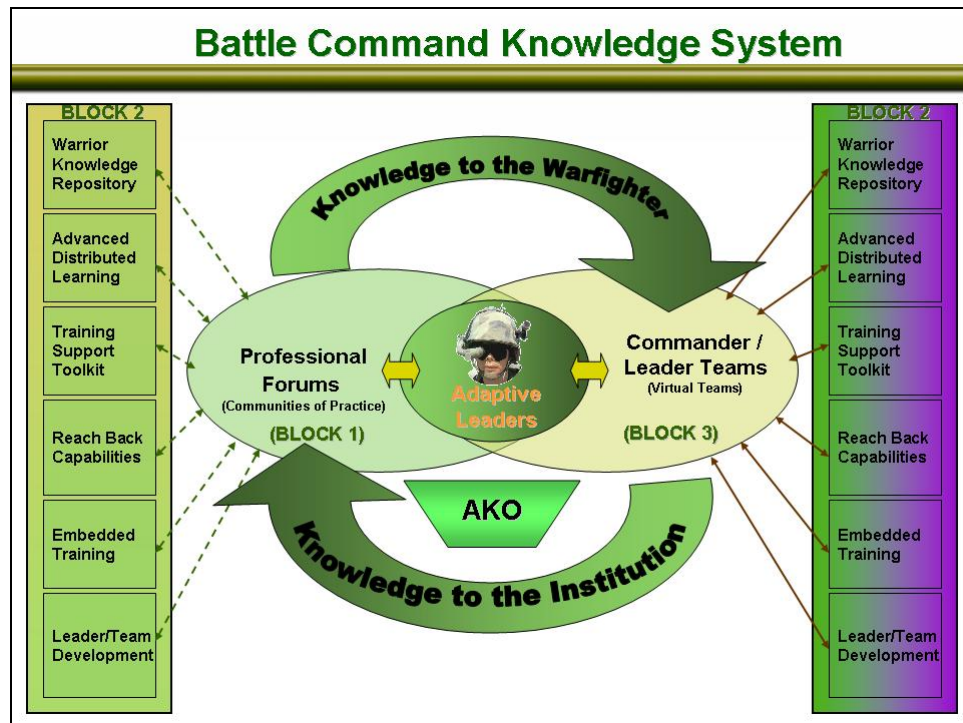 Battle Command Knowledge System
BLOCK 2
Warrior
Knowledge
Repository
Advanced
Distributed
Learning
Training
Support
Toolkit
Reach Back
Capabilities
Embedded
Training
Leader/Team
Development
Knowledge to the Warfighter
Professional
Forums
(Communities of Practice)
(BLOCK 1)
Adaptive
Leaders
Commander /
Leader Teams
(Virtual Teams)
(BLOCK 3)
AKO
Knowledge to the Institution
BLOCK 2
Warrior
Knowledge
Repository
Advanced
Distributed
Learning
Training
Support
Toolkit
Reach Back
Capabilities
Embedded
Training
Leader/Team
Development